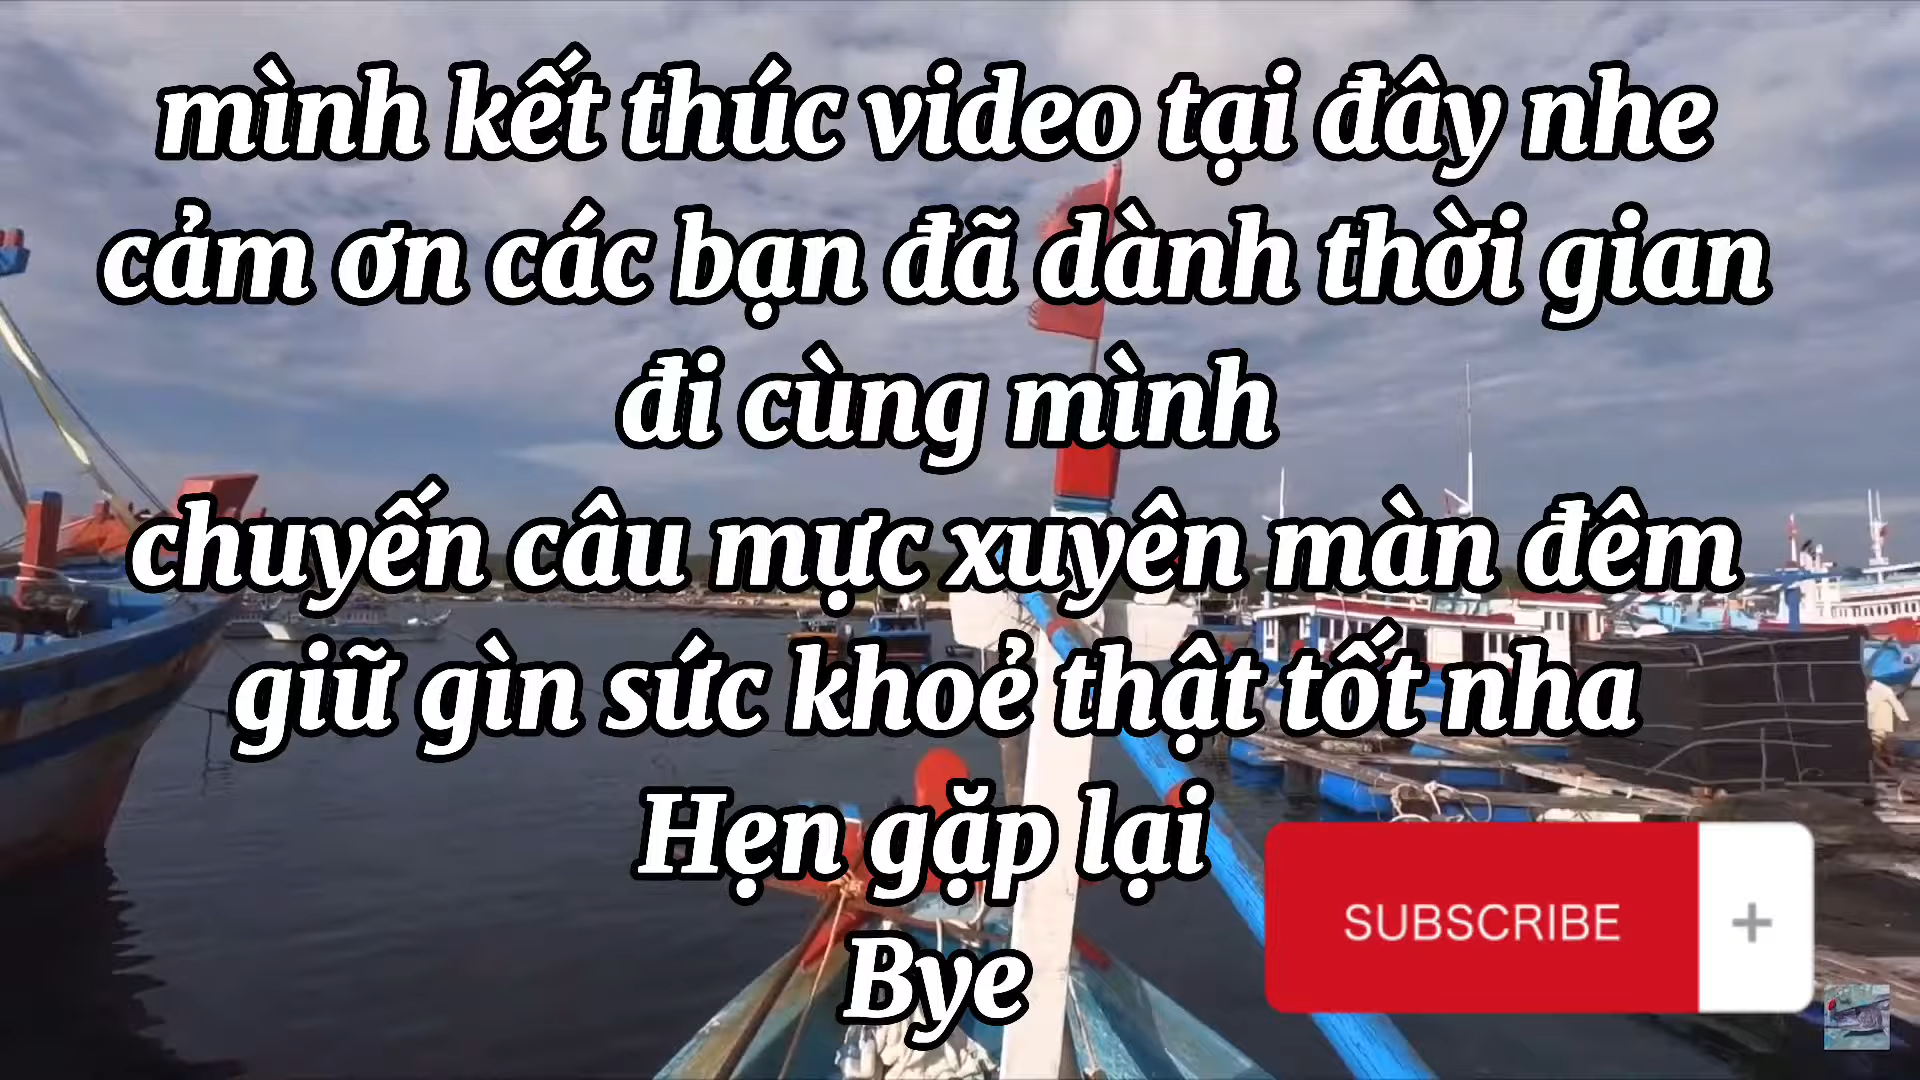 mình kết thúc video tại đây nhe
cảm ơn các bạn đã dành thời gian
đi cùng mình
chuyến câu mực xuyên màn đêm
giữ gìn sức khoẻ thật tốt nha
Hẹn gặp lại
Bye
SUBSCRIBE +